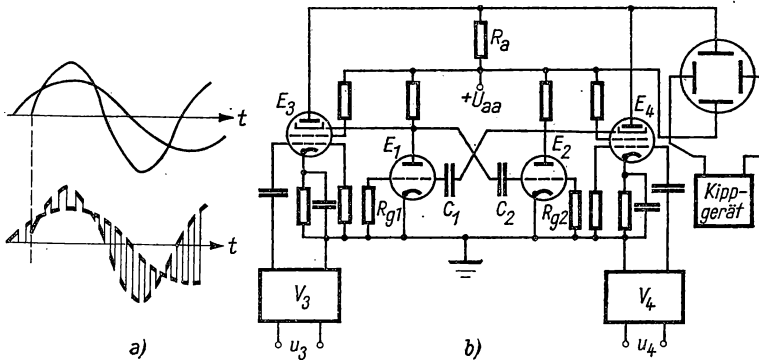 t
t
a)
R_a
+U_aa
E_3
E_1
E_2
E_4
C_1
C_2
R_g1
R_g2
Kipp-
gerät
V_3
V_4
u_3
b)
u_4